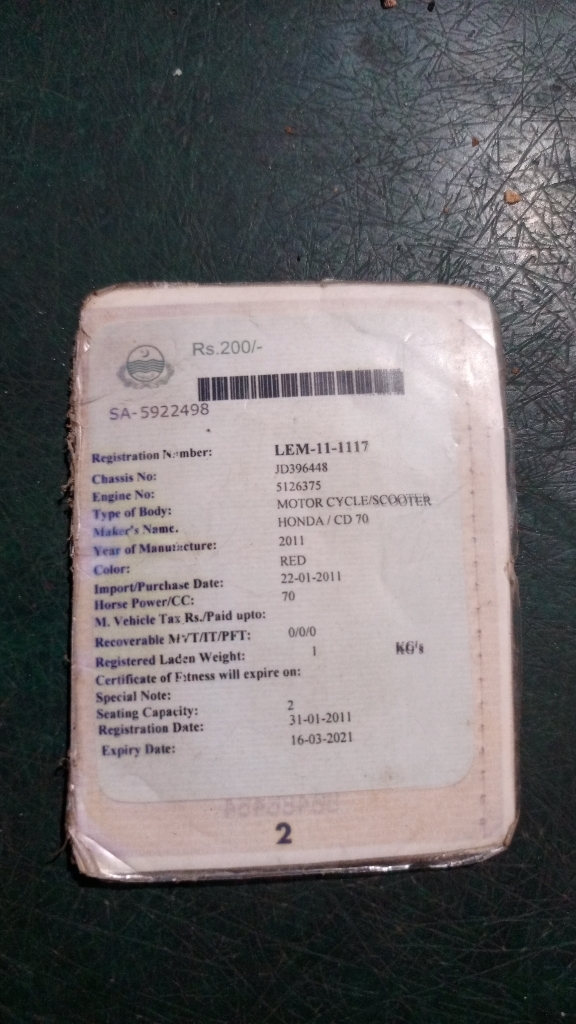 Rs.200/-
SA-5922498
Registration Number: LEM-11-1117
Chassis No: JD396448
Engine No: 5126375
Type of Body: MOTOR CYCLE/SCOOTER
Maker's Name. HONDA / CD 70
Year of Manufacture: 2011
Color: RED
Import/Purchase Date: 22-01-2011
Horse Power/CC: 70
M. Vehicle Tax Rs./Paid upto:
Recoverable MVT/IT/PFT: 0/0/0
Registered Laden Weight: 1 KG's
Certificate of Fitness will expire on:
Special Note:
Seating Capacity: 2
Registration Date: 31-01-2011
Expiry Date: 16-03-2021
2